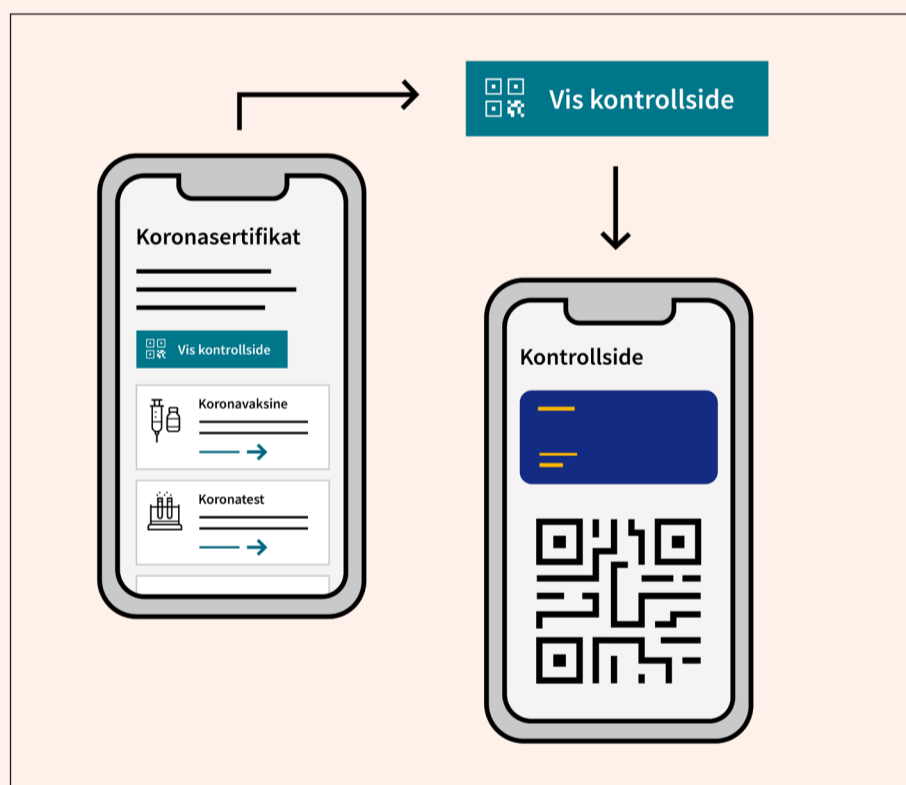 Vis kontrollside
Koronasertifikat
Vis kontrollside
Koronavaksine
Koronatest
Kontrollside